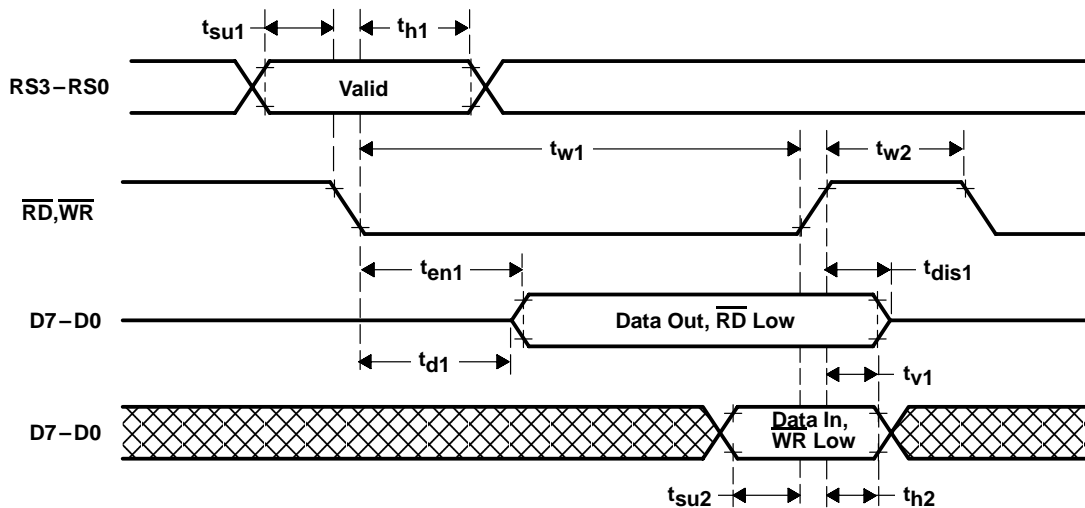 tsu1
th1
RS3–RS0
Valid
tw1
tw2
RD,WR
ten1
tdis1
D7–D0
Data Out, RD Low
td1
tv1
D7–D0
Data In,
WR Low
tsu2
th2